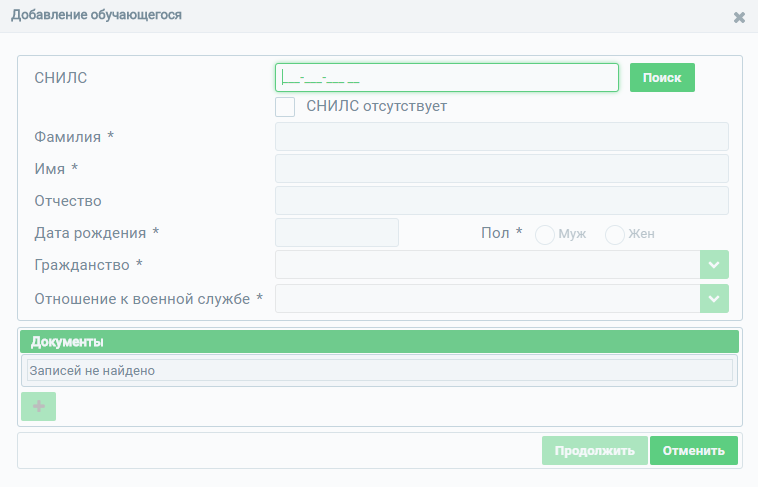 Добавление обучающегося
СНИЛС ___-___-___ __ Поиск
СНИЛС отсутствует
Фамилия *
Имя *
Отчество
Дата рождения * Пол * Муж Жен
Гражданство *
Отношение к военной службе *
Документы
Записей не найдено
Продолжить Отменить